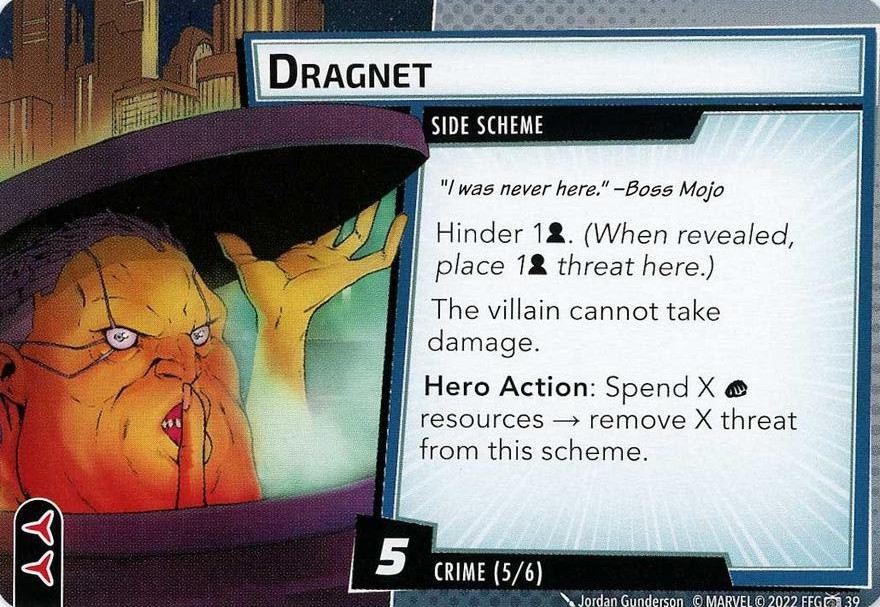 DRAGNET
SIDE SCHEME
"I was never here." –Boss Mojo
Hinder 1. (When revealed,
place 1 threat here.)
The villain cannot take
damage.
Hero Action: Spend X
resources → remove X threat
from this scheme.
5
CRIME (5/6)
Jordan Gunderson © MARVEL © 2022 FFG 39